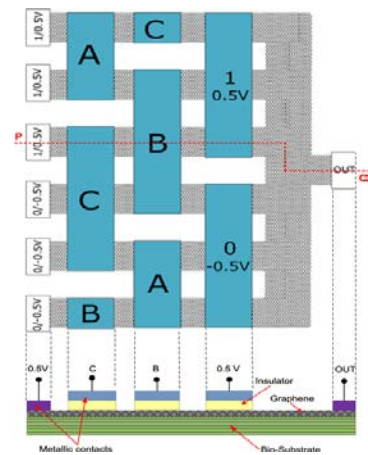 1/0.5V
A
C
1
0.5V
1/0.5V
B
P
1/0.5V
OUT
Q
C
0/-0.5V
0
-0.5V
0/-0.5V
A
0/-0.5V
B
0.5V
C
B
0.5 V
OUT
Insulator
Graphene
Metallic contacts
Bio-Substrate